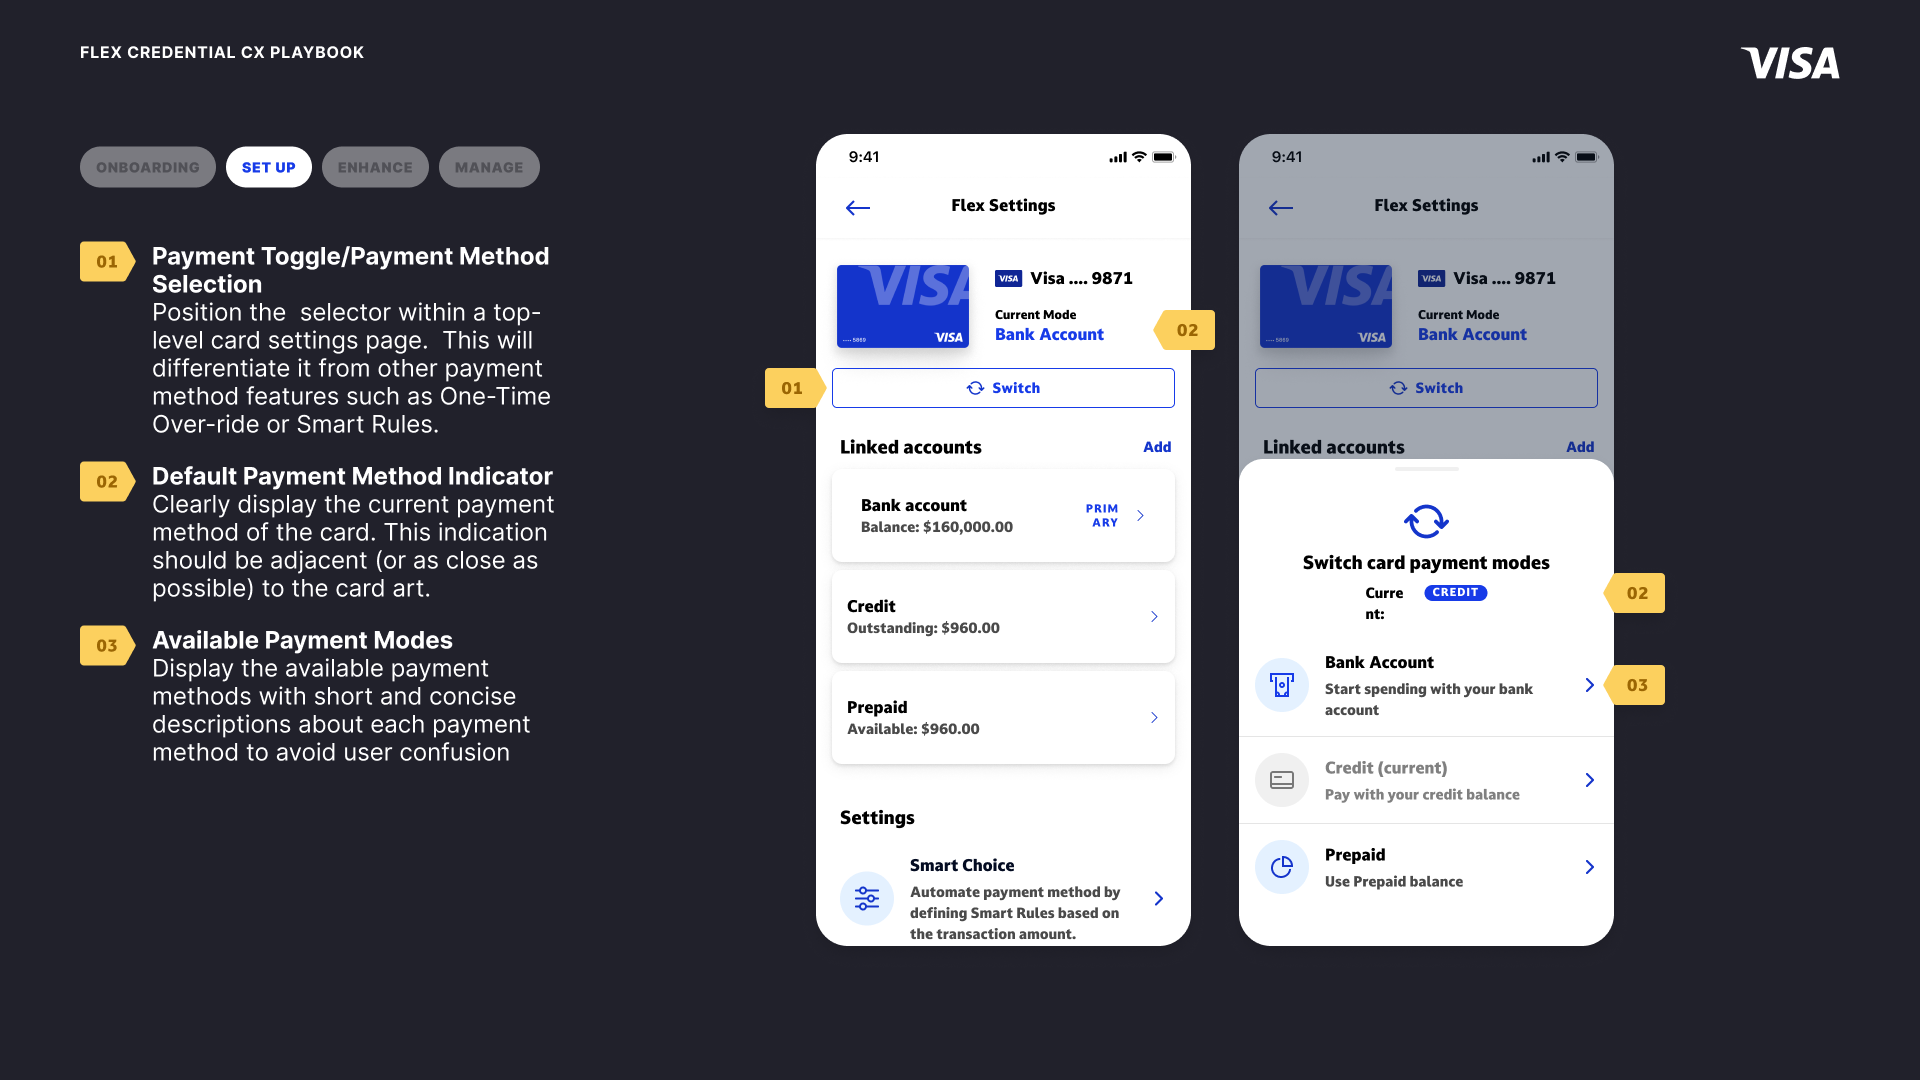 FLEX CREDENTIAL CX PLAYBOOK
VISA
ONBOARDING
SET UP
ENHANCE
MANAGE
01
Payment Toggle/Payment Method
Selection
Position the  selector within a top-
level card settings page.  This will
differentiate it from other payment
method features such as One-Time
Over-ride or Smart Rules.
02
Default Payment Method Indicator
Clearly display the current payment
method of the card. This indication
should be adjacent (or as close as
possible) to the card art.
03
Available Payment Modes
Display the available payment
methods with short and concise
descriptions about each payment
method to avoid user confusion
9:41
Flex Settings
VISA
VISA
.... 5869
VISA
Visa .... 9871
Current Mode
Bank Account
02
01
Switch
Linked accounts
Add
Bank account
Balance: $160,000.00
PRIM
ARY
Credit
Outstanding: $960.00
Prepaid
Available: $960.00
Settings
Smart Choice
Automate payment method by
defining Smart Rules based on
the transaction amount.
9:41
Flex Settings
VISA
VISA
.... 5869
VISA
Visa .... 9871
Current Mode
Bank Account
Switch
Linked accounts
Add
Switch card payment modes
Curre
nt:
CREDIT
02
Bank Account
Start spending with your bank
account
03
Credit (current)
Pay with your credit balance
Prepaid
Use Prepaid balance